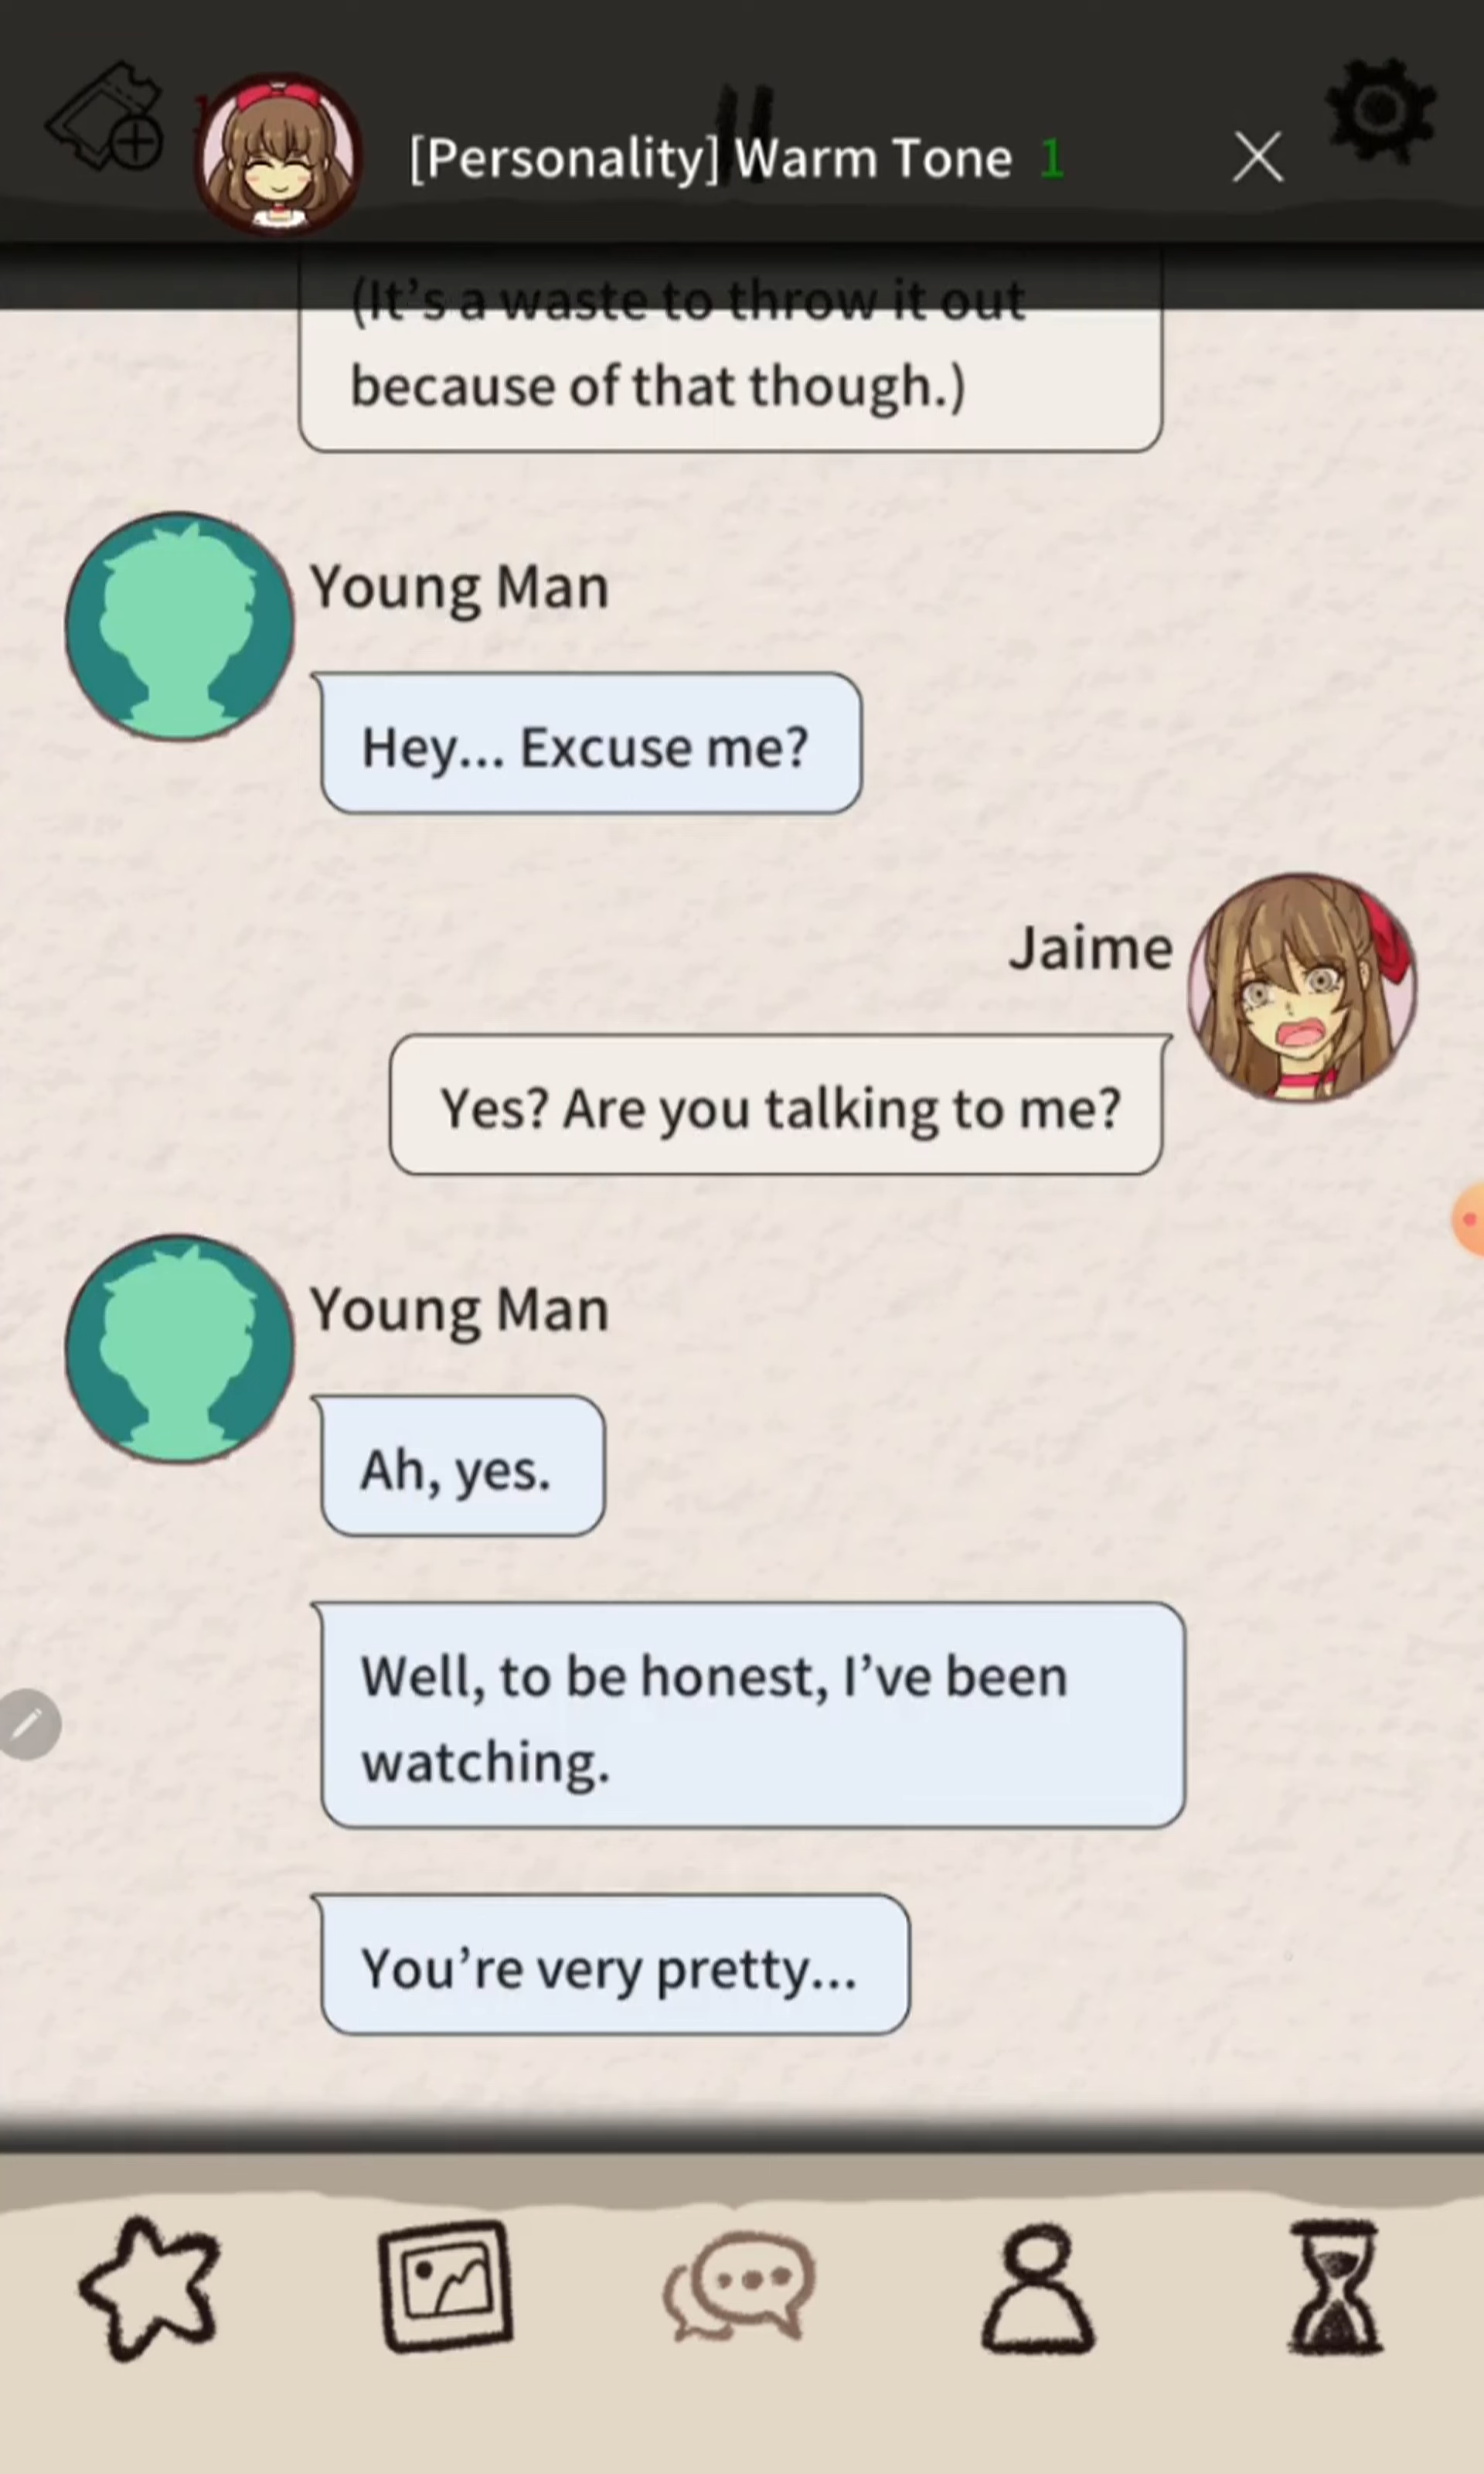 [Personality] Warm Tone 1
(It’s a waste to throw it out
because of that though.)
Young Man
Hey... Excuse me?
Jaime
Yes? Are you talking to me?
Young Man
Ah, yes.
Well, to be honest, I’ve been
watching.
You’re very pretty...